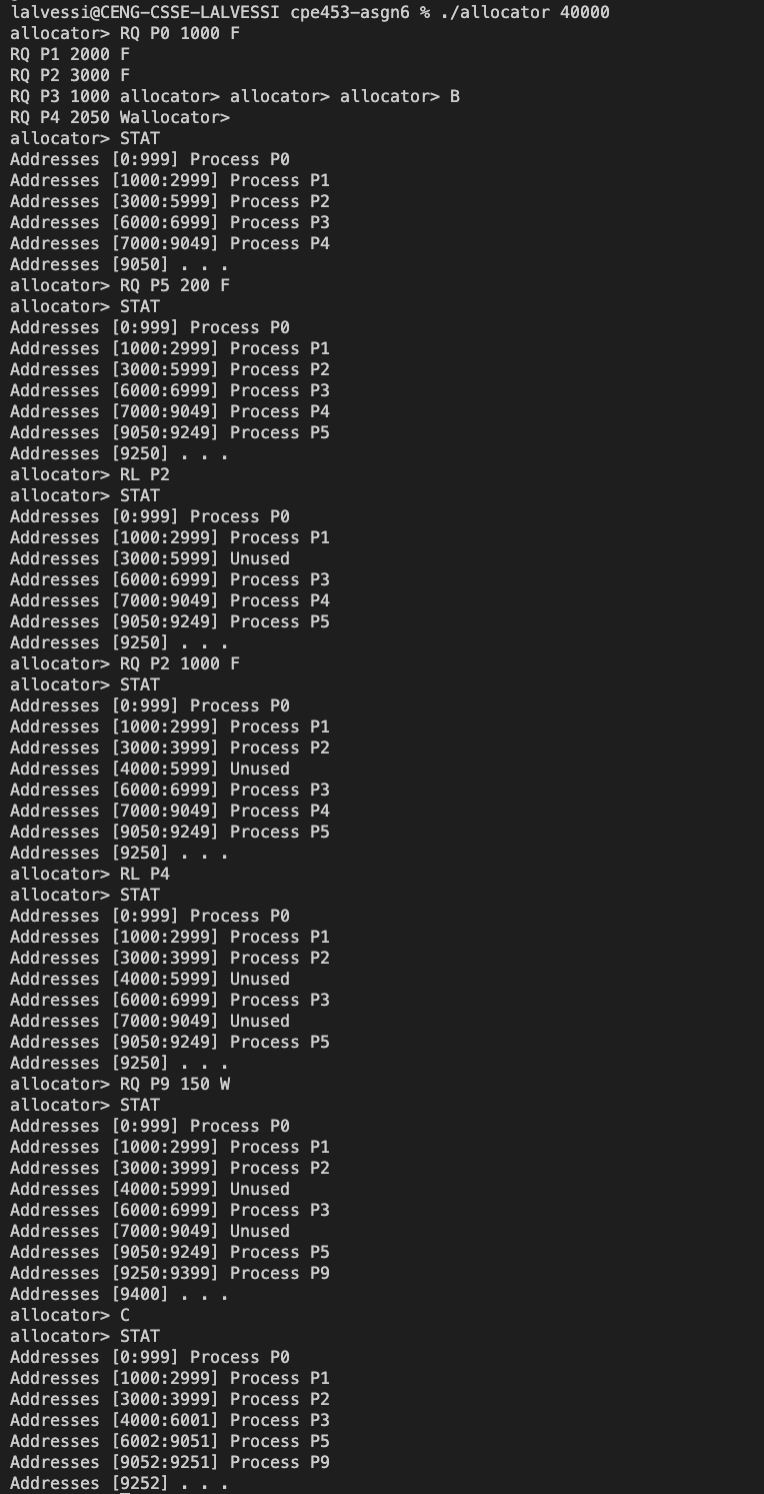 lalvessi@CENG-CSSE-LALVESSI cpe453-asgn6 % ./allocator 40000
allocator> RQ P0 1000 F
RQ P1 2000 F
RQ P2 3000 F
RQ P3 1000 allocator> allocator> allocator> B
RQ P4 2050 Wallocator>
allocator> STAT
Addresses [0:999] Process P0
Addresses [1000:2999] Process P1
Addresses [3000:5999] Process P2
Addresses [6000:6999] Process P3
Addresses [7000:9049] Process P4
Addresses [9050] . . .
allocator> RQ P5 200 F
allocator> STAT
Addresses [0:999] Process P0
Addresses [1000:2999] Process P1
Addresses [3000:5999] Process P2
Addresses [6000:6999] Process P3
Addresses [7000:9049] Process P4
Addresses [9050:9249] Process P5
Addresses [9250] . . .
allocator> RL P2
allocator> STAT
Addresses [0:999] Process P0
Addresses [1000:2999] Process P1
Addresses [3000:5999] Unused
Addresses [6000:6999] Process P3
Addresses [7000:9049] Process P4
Addresses [9050:9249] Process P5
Addresses [9250] . . .
allocator> RQ P2 1000 F
allocator> STAT
Addresses [0:999] Process P0
Addresses [1000:2999] Process P1
Addresses [3000:3999] Process P2
Addresses [4000:5999] Unused
Addresses [6000:6999] Process P3
Addresses [7000:9049] Process P4
Addresses [9050:9249] Process P5
Addresses [9250] . . .
allocator> RL P4
allocator> STAT
Addresses [0:999] Process P0
Addresses [1000:2999] Process P1
Addresses [3000:3999] Process P2
Addresses [4000:5999] Unused
Addresses [6000:6999] Process P3
Addresses [7000:9049] Unused
Addresses [9050:9249] Process P5
Addresses [9250] . . .
allocator> RQ P9 150 W
allocator> STAT
Addresses [0:999] Process P0
Addresses [1000:2999] Process P1
Addresses [3000:3999] Process P2
Addresses [4000:5999] Unused
Addresses [6000:6999] Process P3
Addresses [7000:9049] Unused
Addresses [9050:9249] Process P5
Addresses [9250:9399] Process P9
Addresses [9400] . . .
allocator> C
allocator> STAT
Addresses [0:999] Process P0
Addresses [1000:2999] Process P1
Addresses [3000:3999] Process P2
Addresses [4000:6001] Process P3
Addresses [6002:9051] Process P5
Addresses [9052:9251] Process P9
Addresses [9252] . . .